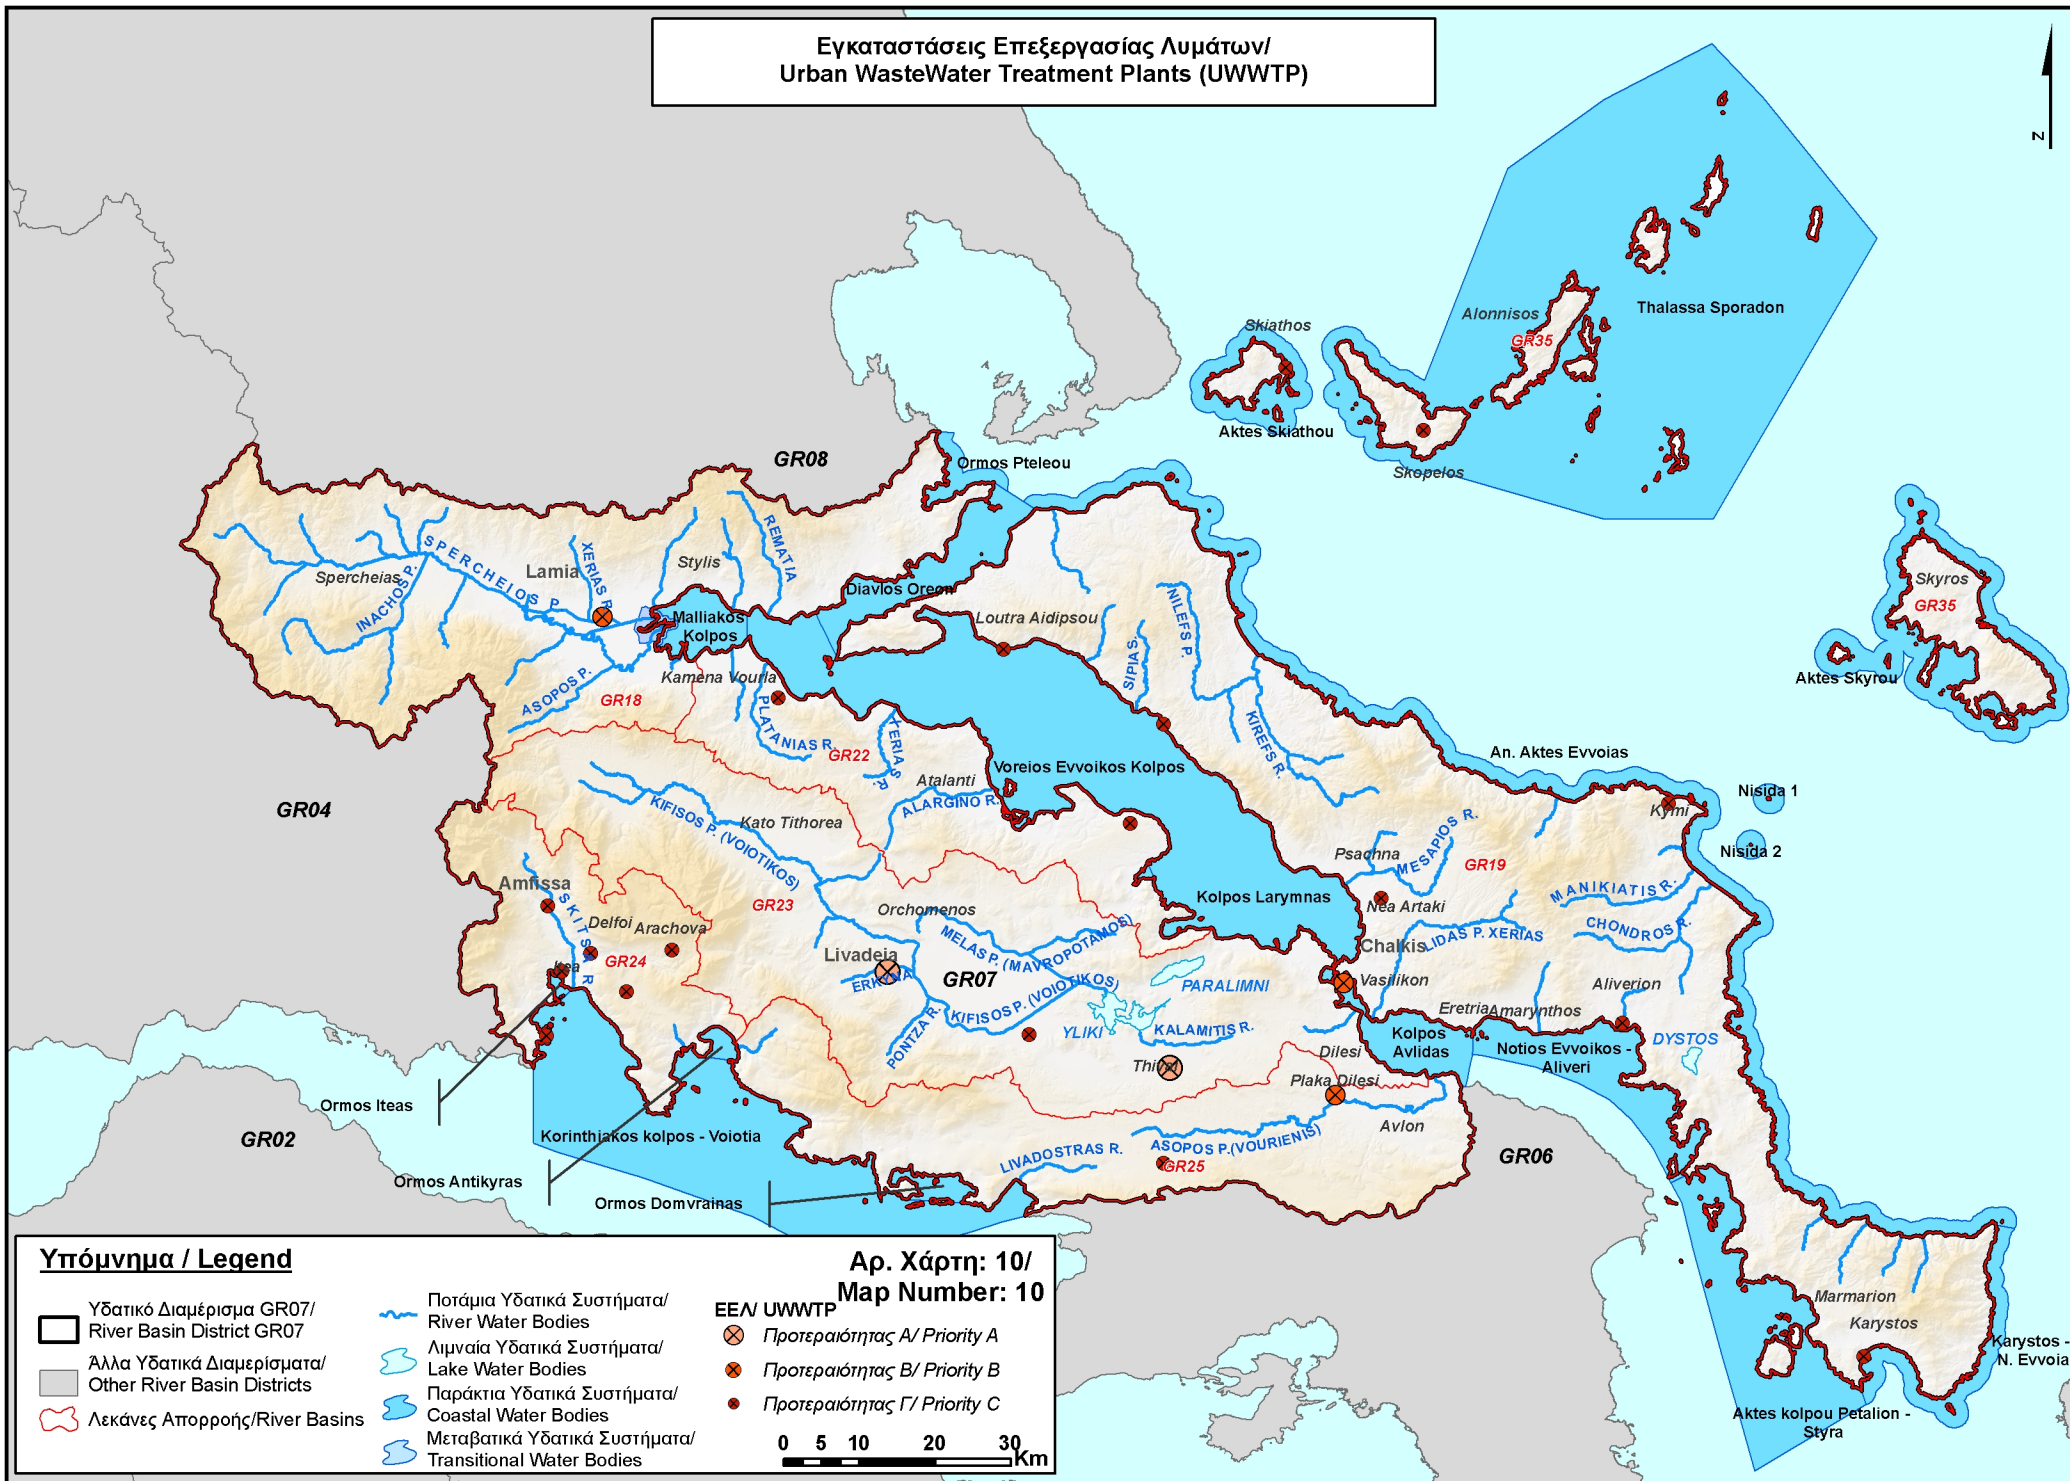 Εγκαταστάσεις Επεξεργασίας Λυμάτων/
Urban WasteWater Treatment Plants (UWWTP)
N
Skiathos
Alonnisos
Thalassa Sporadon
GR35
Aktes Skiathou
Skopelos
GR08
Ormos Pteleou
SPERCHEIOS P.
XERIAS R.
REMATIA
Spercheias
Lamia
Stylis
INACHOS P.
Diavlos Oreon
Malliakos
Kolpos
Loutra Aidipsou
NILEFS P.
SIPIA S.
Skyros
GR35
Aktes Skyrou
ASOPOS P.
GR18
Kamena Vourla
PLATANIAS R.
GR22
XERIAS R.
KIREFS R.
An. Aktes Evvoias
Voreios Evvoikos Kolpos
Atalanti
ALARGINO R.
Nisida 1
Kymi
Nisida 2
GR04
KIFISOS P. (VOIOTIKOS)
Kato Tithorea
Psachna
MESAPIOS R.
GR19
MANIKIATIS R.
Amfissa
SKITSA R
Delfoi
Arachova
GR23
Orchomenos
Kolpos Larymnas
Nea Artaki
LIDAS P. XERIAS
CHONDROS R.
Chalkis
MELAS P. (MAVROPOTAMOS)
Livadeia
GR24
Itea
ERKYNA
GR07
PARALIMNI
Vasilikon
Aliverion
Eretria
Amarynthos
KIFISOS P. (VOIOTIKOS)
PONTZA R.
YLIKI
KALAMITIS R.
Kolpos
Avlidas
Notios Evvoikos -
Aliveri
DYSTOS
Thiva
Dilesi
Plaka Dilesi
Ormos Iteas
GR02
Korinthiakos kolpos - Voiotia
LIVADOSTRAS R.
ASOPOS P.(VOURIENIS)
Avlon
GR25
GR06
Ormos Antikyras
Ormos Domvrainas
Marmarion
Karystos
Karystos -
N. Evvoia
Aktes kolpou Petalion -
Styra
Υπόμνημα / Legend
Αρ. Χάρτη: 10/
Map Number: 10
Υδατικό Διαμέρισμα GR07/
River Basin District GR07
Άλλα Υδατικά Διαμερίσματα/
Other River Basin Districts
Λεκάνες Απορροής/River Basins
Ποτάμια Υδατικά Συστήματα/
River Water Bodies
Λιμναία Υδατικά Συστήματα/
Lake Water Bodies
Παράκτια Υδατικά Συστήματα/
Coastal Water Bodies
Μεταβατικά Υδατικά Συστήματα/
Transitional Water Bodies
ΕΕΛ/ UWWTP
Προτεραιότητας Α/ Priority A
Προτεραιότητας Β/ Priority B
Προτεραιότητας Γ/ Priority C
0 5 10 20 30 Km